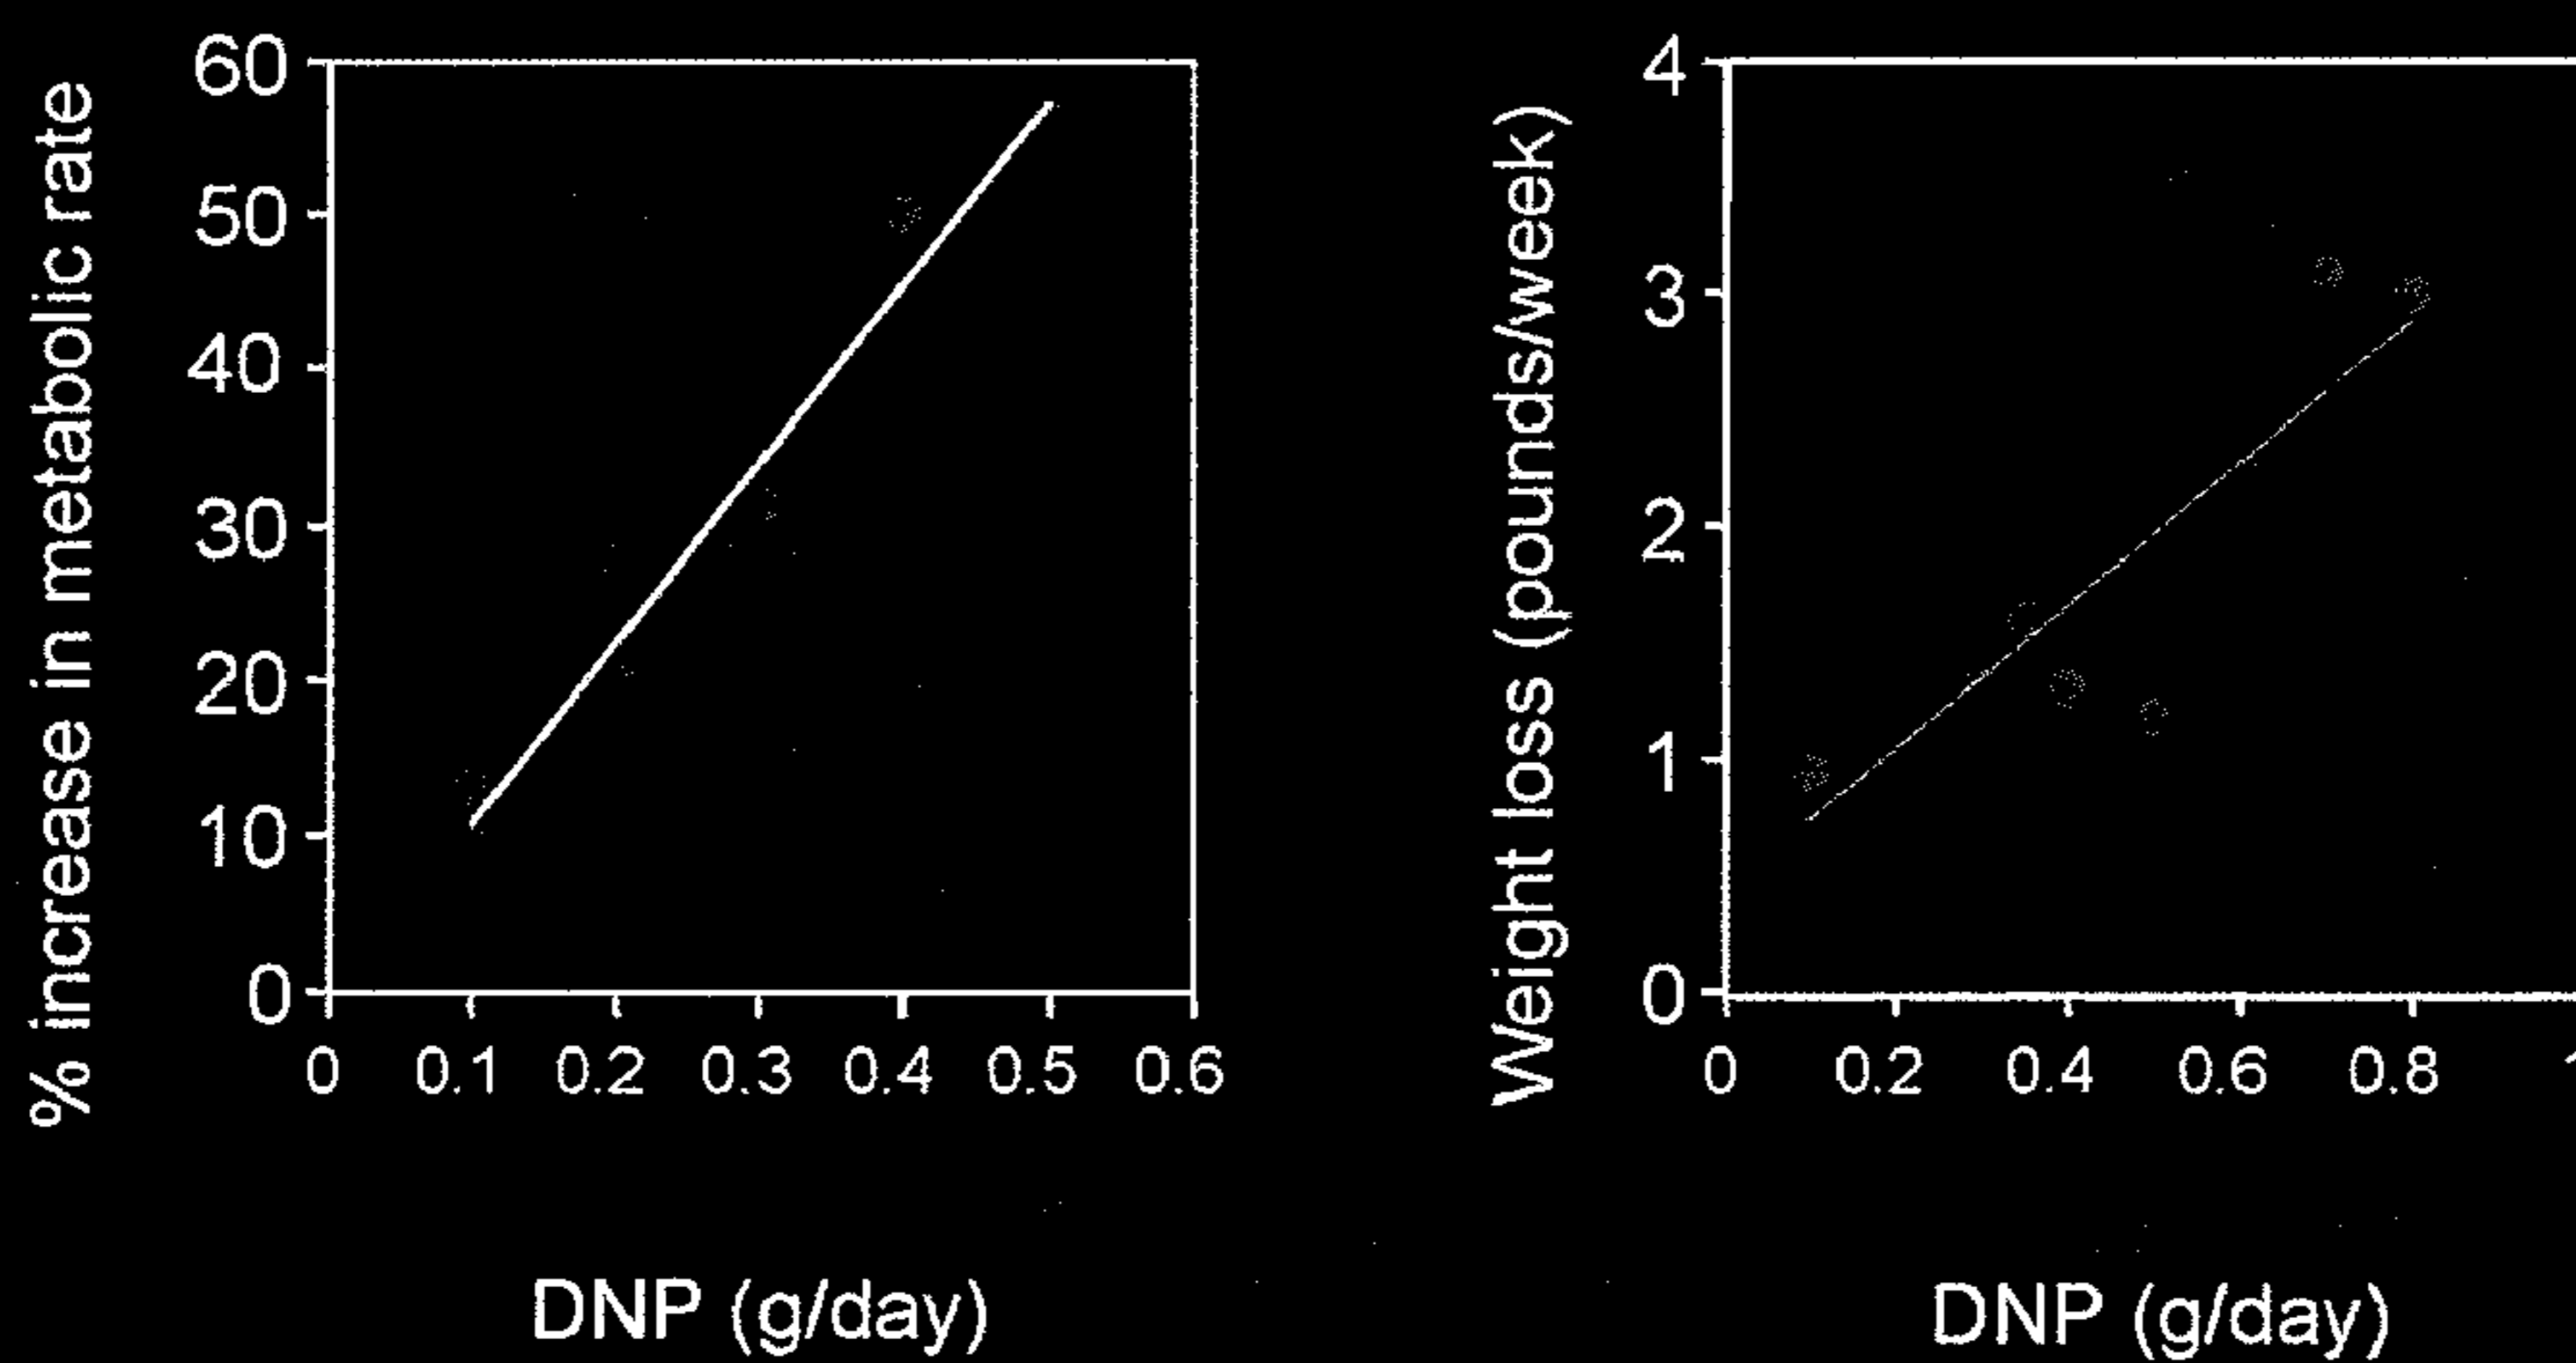 % increase in metabolic rate
60
50
40
30
20
10
0
0 0.1 0.2 0.3 0.4 0.5 0.6
DNP (g/day)
Weight loss (pounds/week)
4
3
2
1
0
0 0.2 0.4 0.6 0.8
DNP (g/day)